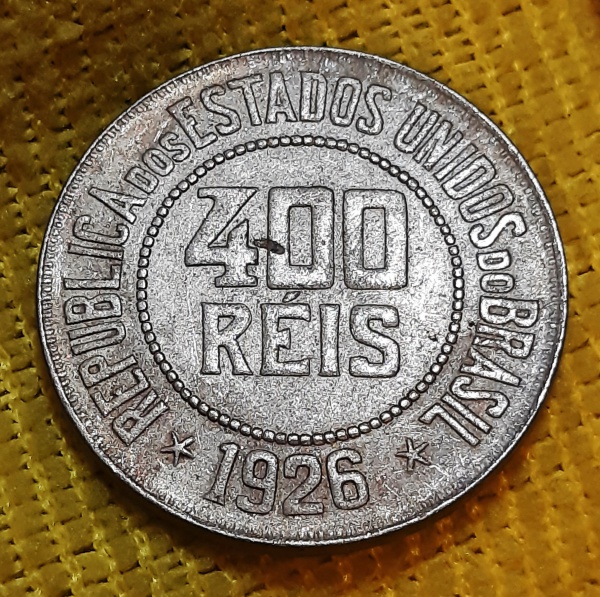 REPUBLICA DOS ESTADOS UNIDOS DO BRASIL
400
RÉIS
1926